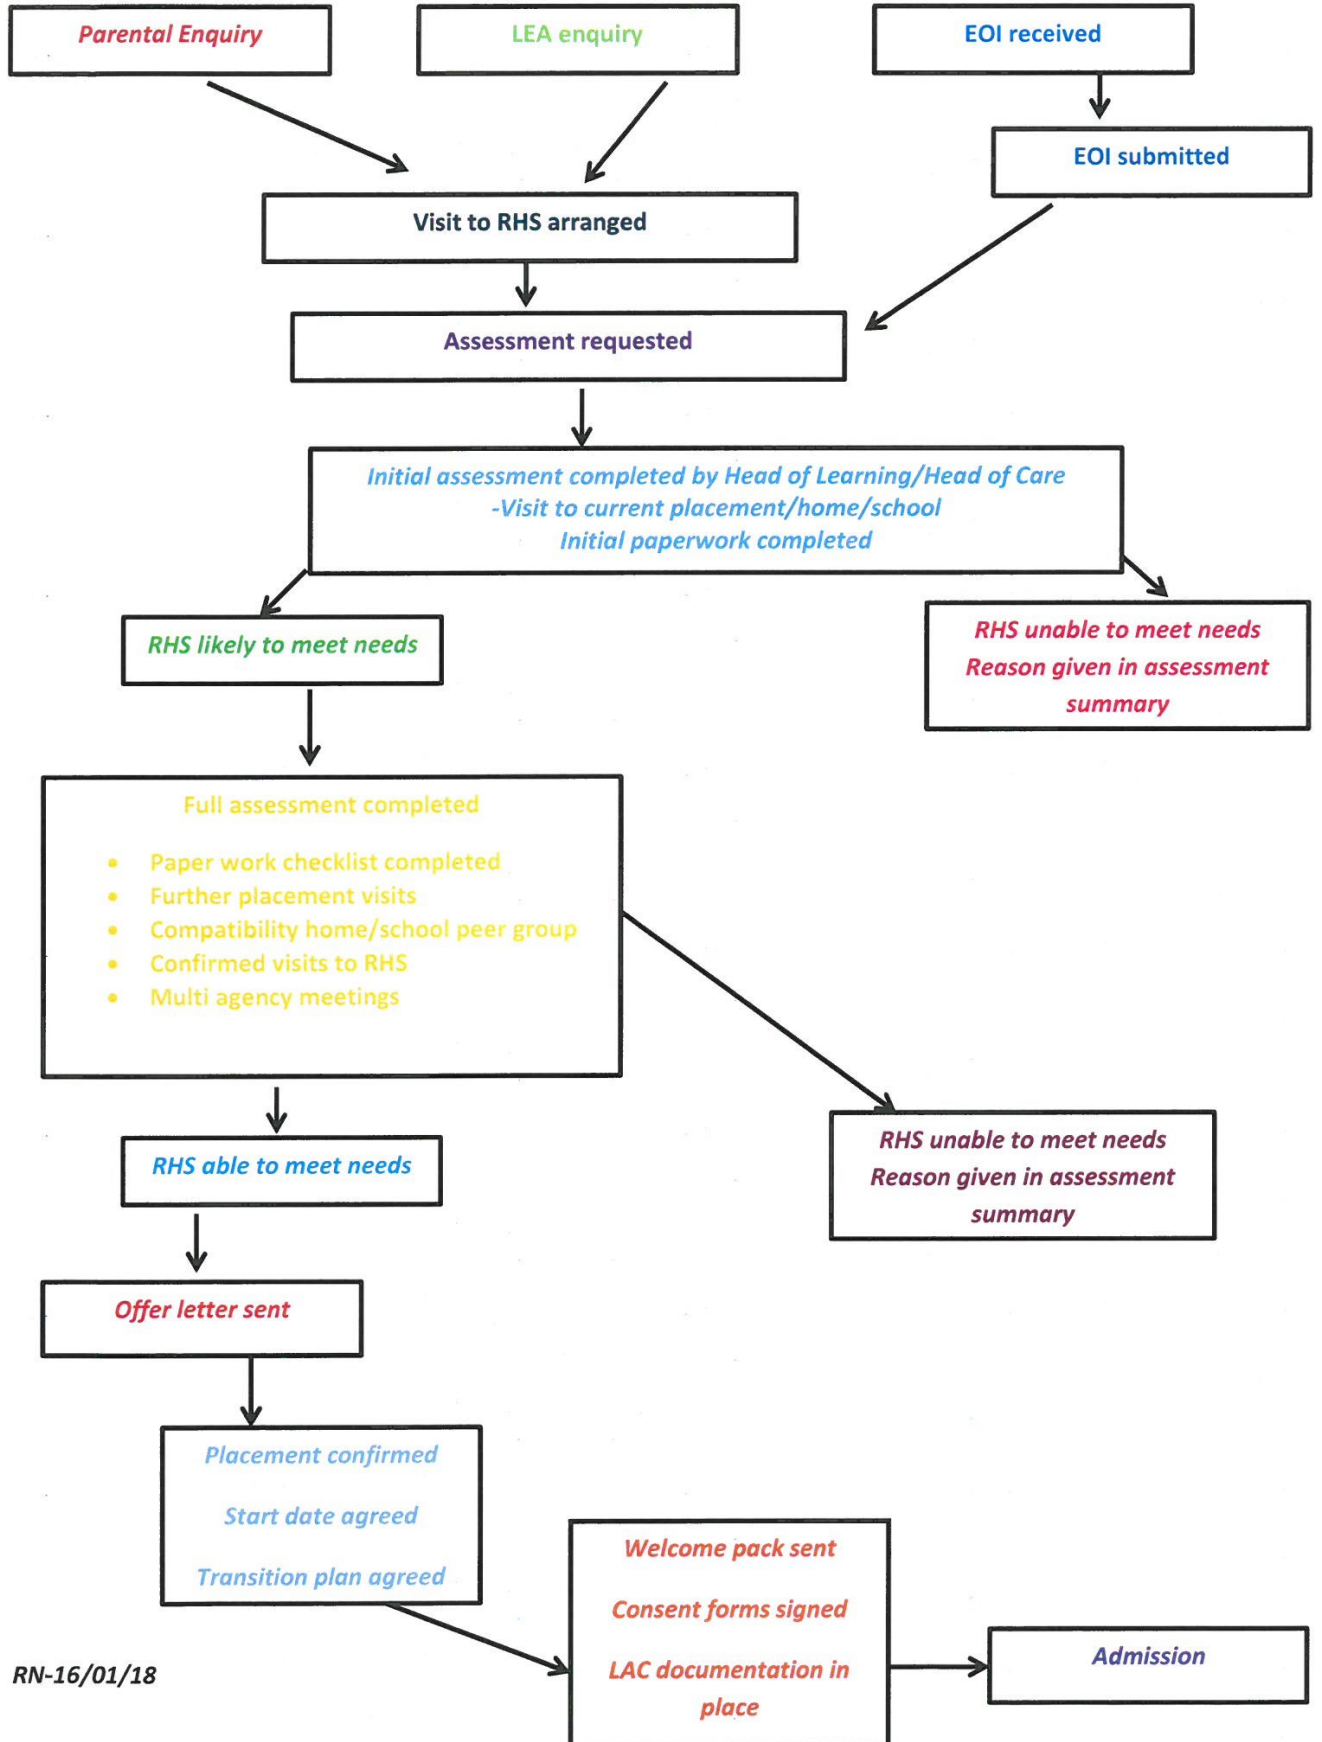 Parental Enquiry
LEA enquiry
EOI received
EOI submitted
Visit to RHS arranged
Assessment requested
Initial assessment completed by Head of Learning/Head of Care
-Visit to current placement/home/school
Initial paperwork completed
RHS likely to meet needs
RHS unable to meet needs
Reason given in assessment
summary
Full assessment completed
• Paper work checklist completed
• Further placement visits
• Compatibility home/school peer group
• Confirmed visits to RHS
• Multi agency meetings
RHS able to meet needs
RHS unable to meet needs
Reason given in assessment
summary
Offer letter sent
Placement confirmed
Start date agreed
Transition plan agreed
Welcome pack sent
Consent forms signed
LAC documentation in
place
Admission
RN-16/01/18